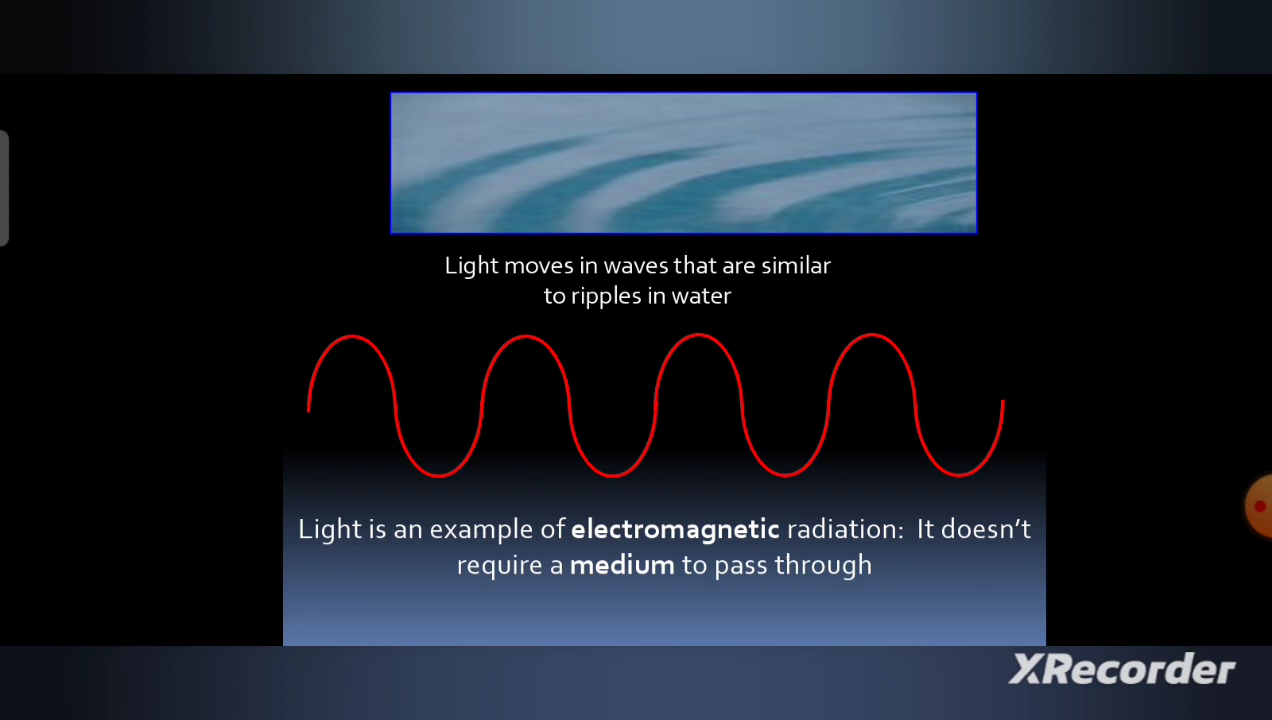 Light moves in waves that are similar
to ripples in water
Light is an example of electromagnetic radiation:  It doesn’t
require a medium to pass through
XRecorder